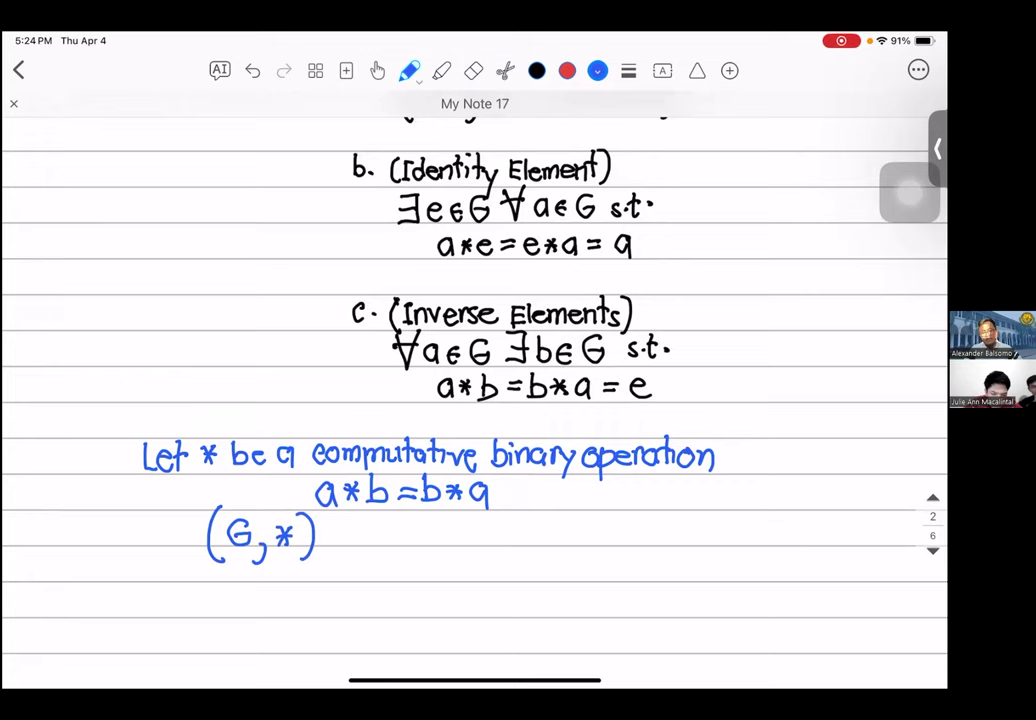 5:24 PM Thu Apr 4
91%
AI
A
My Note 17
b. (Identity Element)
∃e∈G ∀a∈G s.t.
a*e=e*a=a
c. (Inverse Elements)
∀a∈G ∃b∈G s.t.
a*b=b*a=e
Let * be a commutative binary operation
a*b=b*a
(G,*)
2
6
Alexander Balsomo
Julie Ann Macalintal